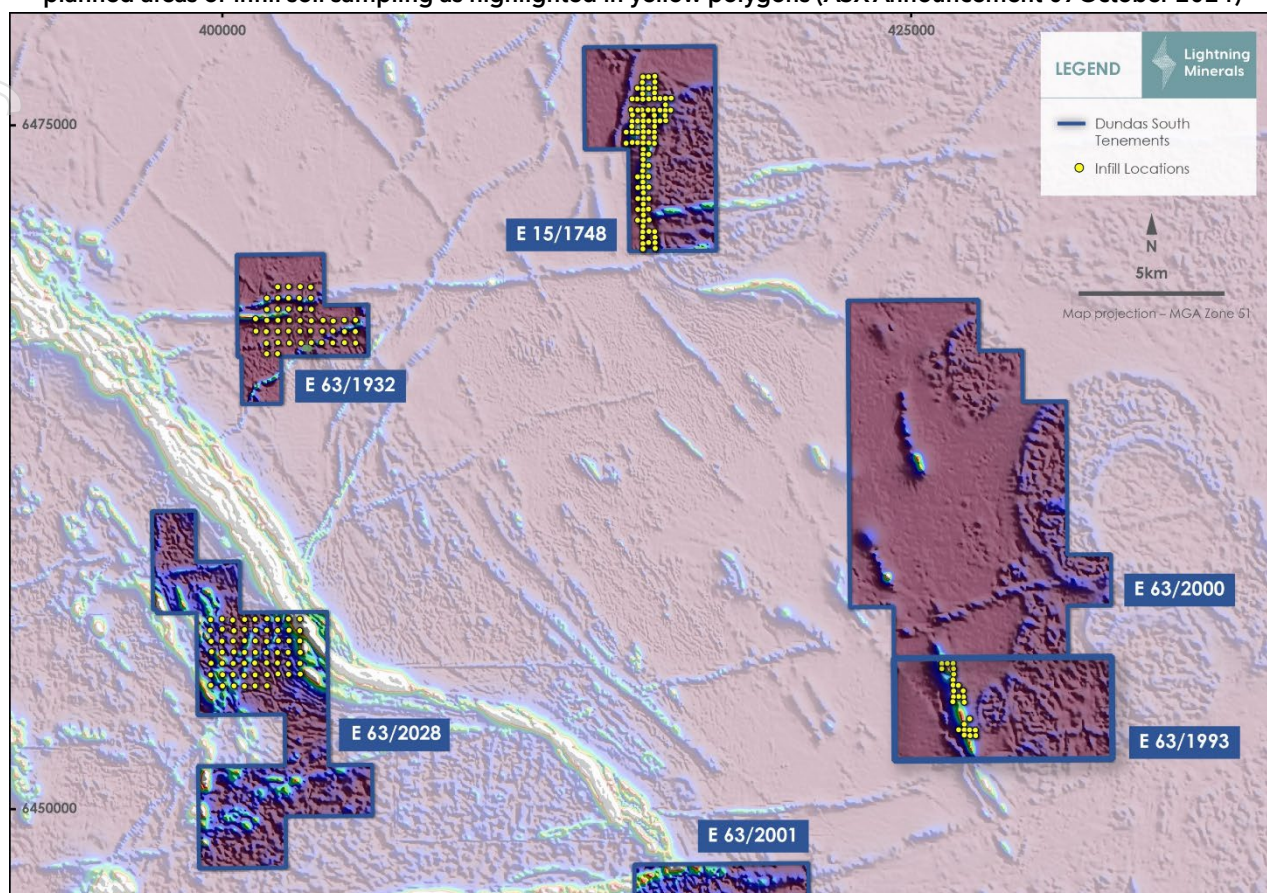 planned areas of infill soil sampling as highlighted in yellow polygons (ASX Announcement 07October 2024)
400000
425000
LEGEND
Lightning
Minerals
6475000
Dundas South
Tenements
Infill Locations
E 15/1748
N
5km
Map projection – MGA Zone 51
E 63/1932
E 63/2000
E 63/2028
E 63/1993
6450000
E 63/2001